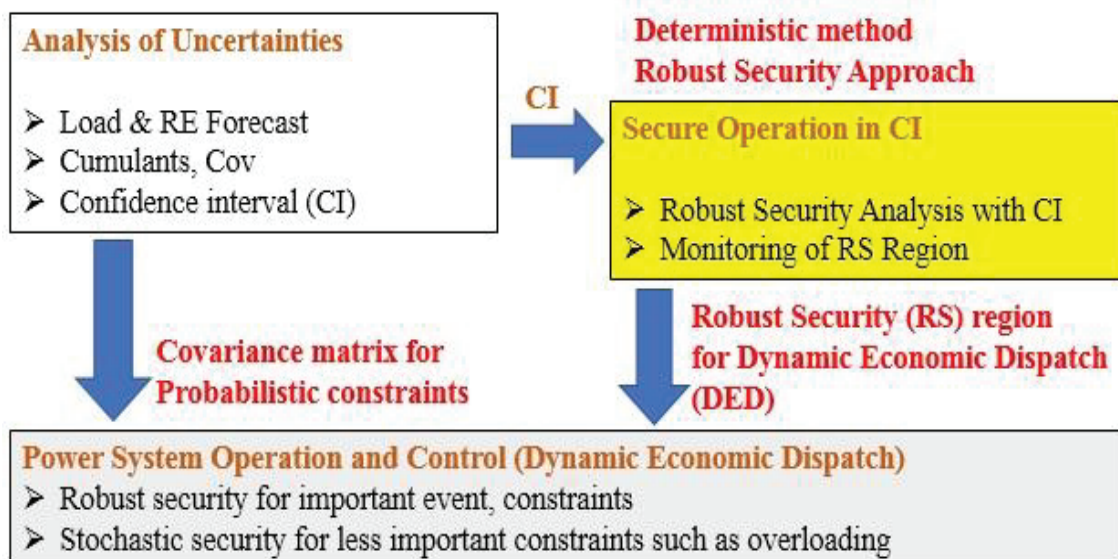 Analysis of Uncertainties
➢ Load & RE Forecast
➢ Cumulants, Cov
➢ Confidence interval (CI)
CI
Deterministic method
Robust Security Approach
Secure Operation in CI
➢ Robust Security Analysis with CI
➢ Monitoring of RS Region
Covariance matrix for
Probabilistic constraints
Robust Security (RS) region
for Dynamic Economic Dispatch
(DED)
Power System Operation and Control (Dynamic Economic Dispatch)
➢ Robust security for important event, constraints
➢ Stochastic security for less important constraints such as overloading